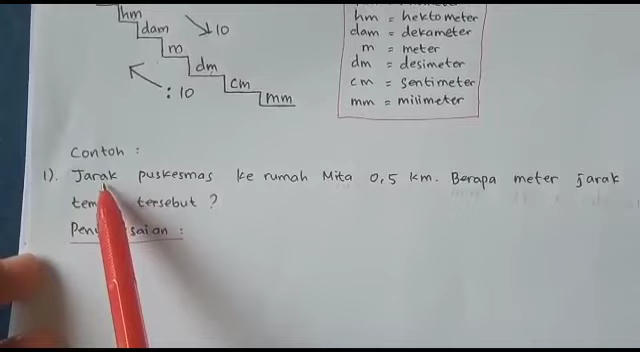 hm
dam
m
dm
cm
mm
10
: 10
hm = hektometer
dam = dekameter
m = meter
dm = desimeter
cm = sentimeter
mm = milimeter
Contoh :
1). Jarak puskesmas ke rumah Mita 0,5 km. Berapa meter jarak
tersebut ?